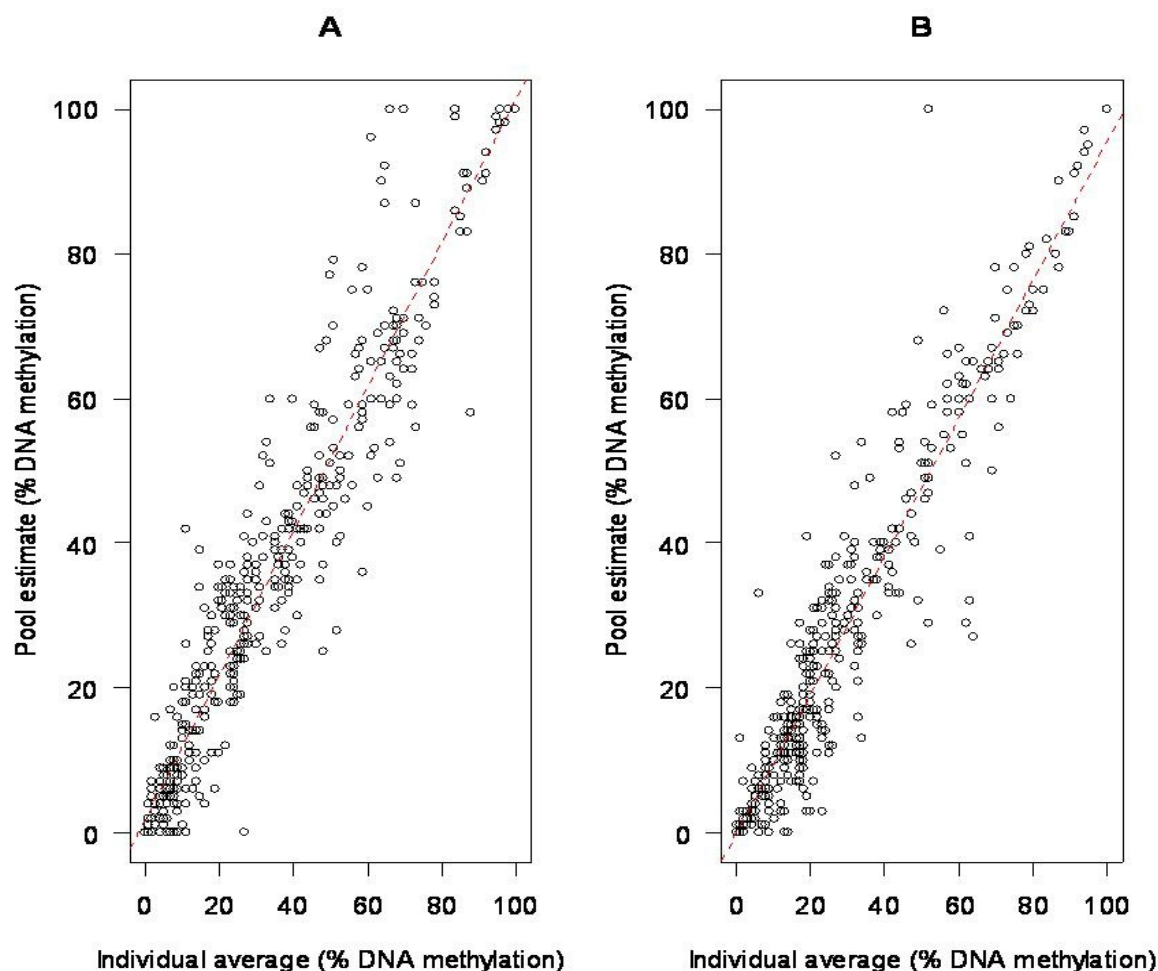 A
Pool estimate (% DNA methylation)
100
80
60
40
20
0
0 20 40 60 80 100
Individual average (% DNA methylation)
B
Pool estimate (% DNA methylation)
100
80
60
40
20
0
0 20 40 60 80 100
Individual average (% DNA methylation)